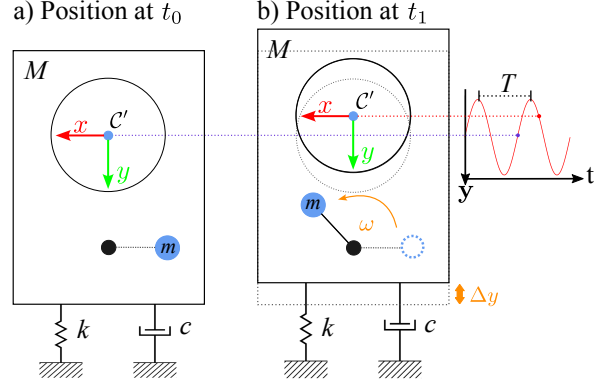 a) Position at t₀
b) Position at t₁
M
C′
x
y
m
k
c
M
C′
x
y
m
ω
Δy
k
c
T
t
y